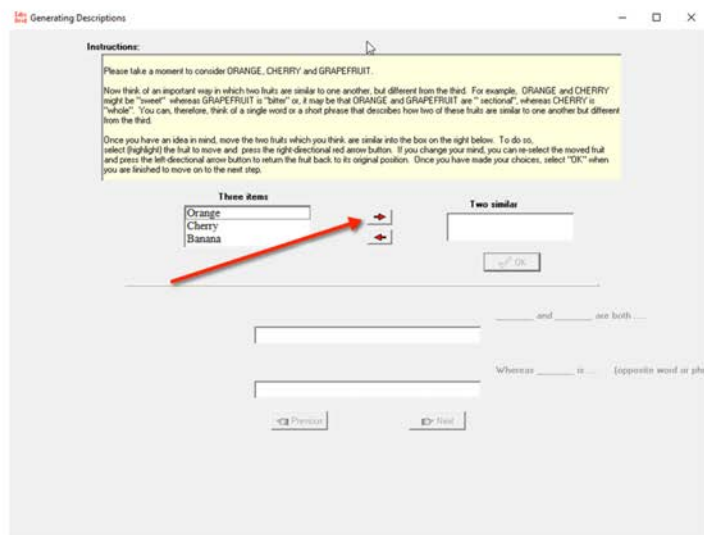 Generating Descriptions
Instructions:
Please take a moment to consider ORANGE, CHERRY and GRAPEFRUIT.
Now think of an important way in which two fruits are similar to one another, but different from the third. For example, ORANGE and CHERRY
might be "sweet" whereas GRAPEFRUIT is "bitter" or, it may be that ORANGE and GRAPEFRUIT are " sectional", whereas CHERRY is
"whole". You can, therefore, think of a single word or a short phrase that describes how two of these fruits are similar to one another but different
from the third.
Once you have an idea in mind, move the two fruits which you think are similar into the box on the right below. To do so,
select (highlight) the fruit to move and press the right-directional red arrow button. If you change your mind, you can re-select the moved fruit
and press the left-directional arrow button to return the fruit back to its original position. Once you have made your choices, select "OK" when
you are finished to move on to the next step.
Three items
Two similar
Orange
Cherry
Banana
OK
_______ and _______ are both ....
Whereas _______ is .... (opposite word or phr
Previous
Next